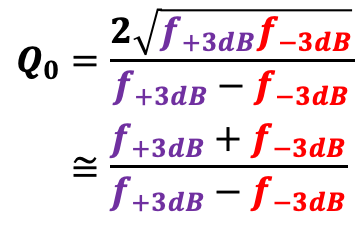 Q₀ = 2√(f₊₃dB f₋₃dB) / (f₊₃dB − f₋₃dB)
≅ (f₊₃dB + f₋₃dB) / (f₊₃dB − f₋₃dB)